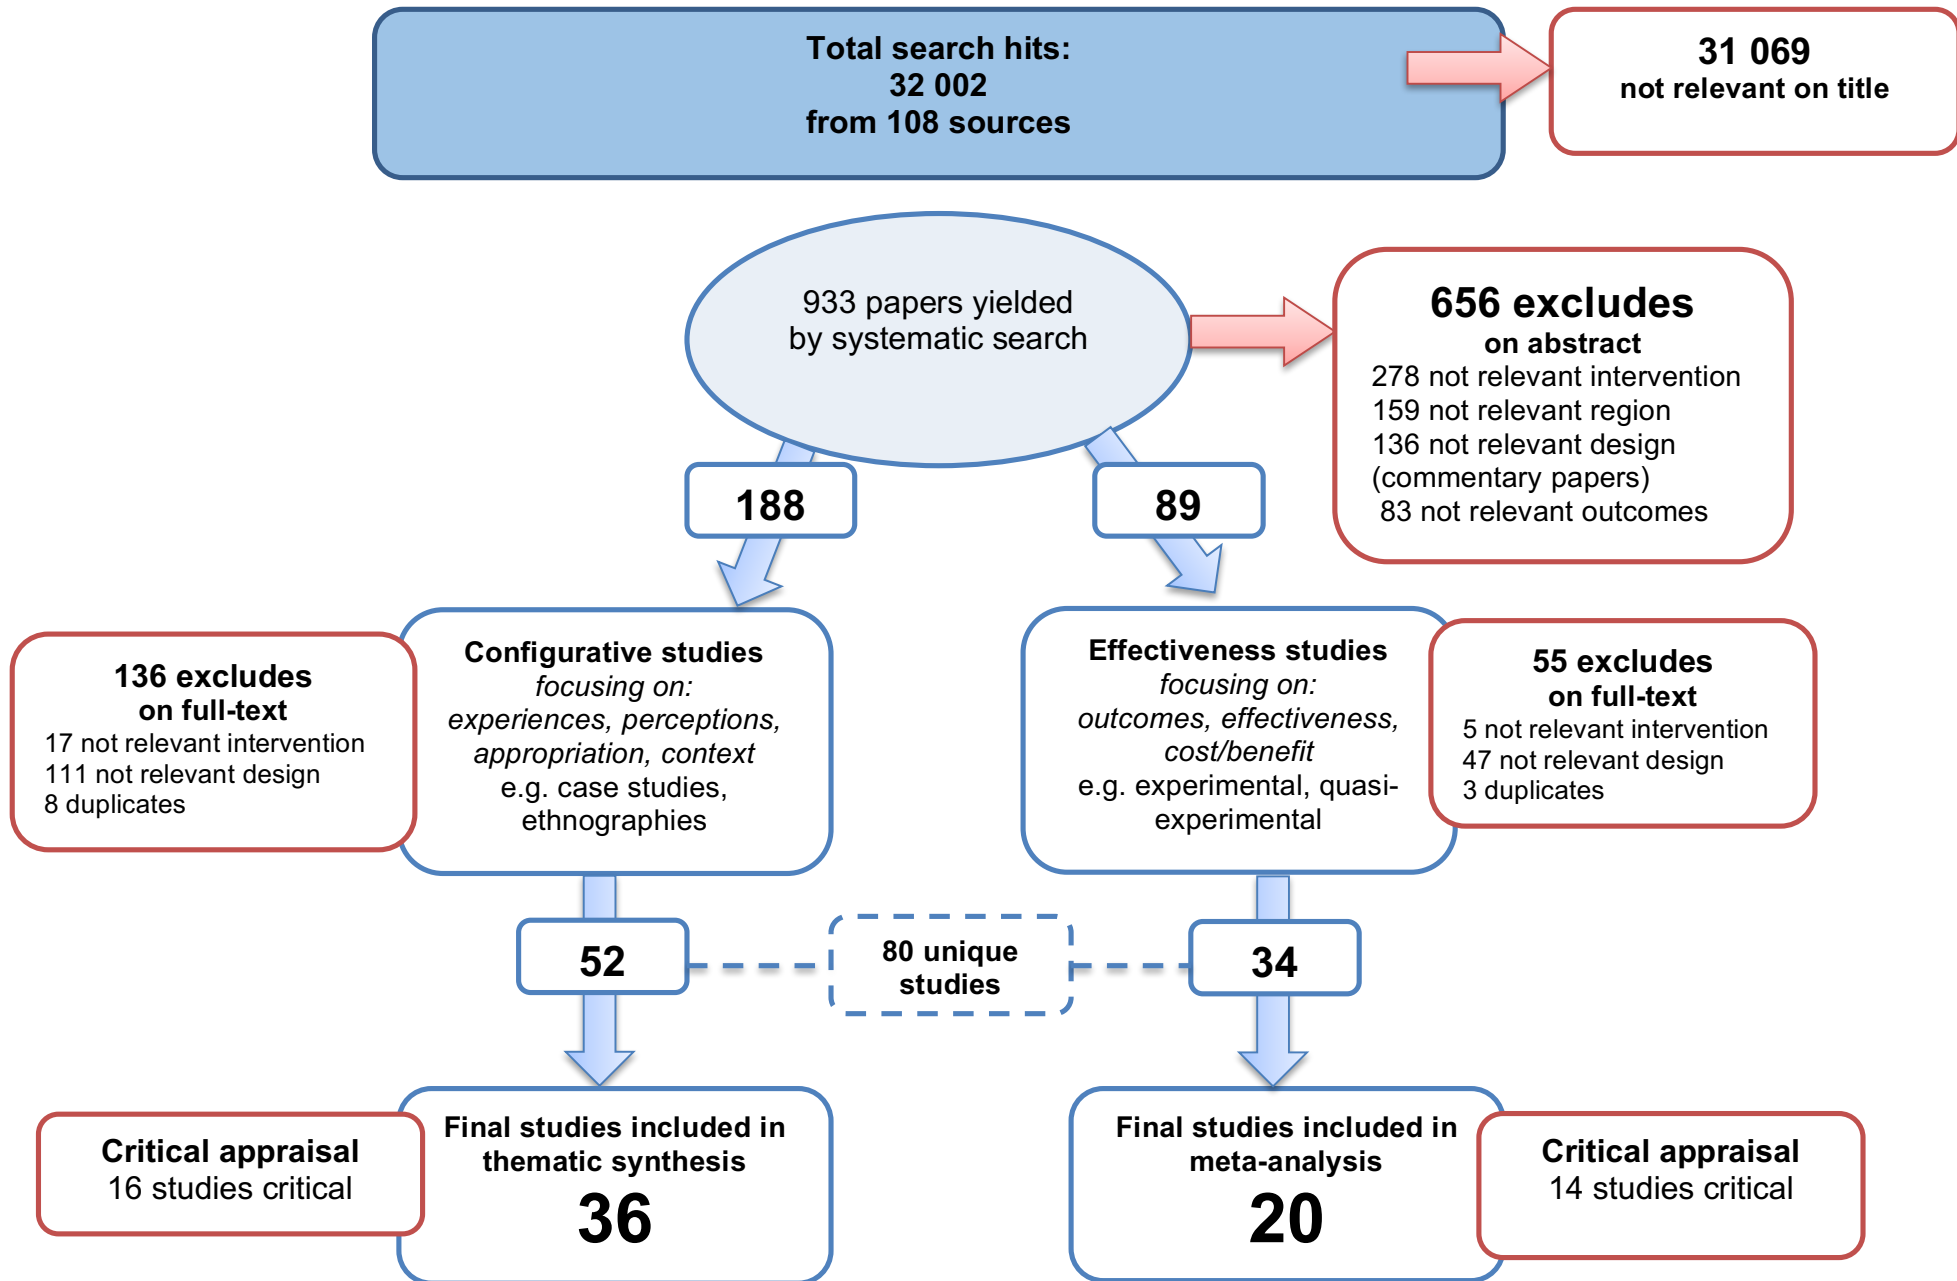 Total search hits:
32 002
from 108 sources
31 069
not relevant on title
933 papers yielded
by systematic search
656 excludes
on abstract
278 not relevant intervention
159 not relevant region
136 not relevant design
(commentary papers)
83 not relevant outcomes
188
89
136 excludes
on full-text
17 not relevant intervention
111 not relevant design
8 duplicates
Configurative studies
focusing on:
experiences, perceptions,
appropriation, context
e.g. case studies,
ethnographies
Effectiveness studies
focusing on:
outcomes, effectiveness,
cost/benefit
e.g. experimental, quasi-
experimental
55 excludes
on full-text
5 not relevant intervention
47 not relevant design
3 duplicates
52
80 unique
studies
34
Critical appraisal
16 studies critical
Final studies included in
thematic synthesis
36
Final studies included in
meta-analysis
20
Critical appraisal
14 studies critical